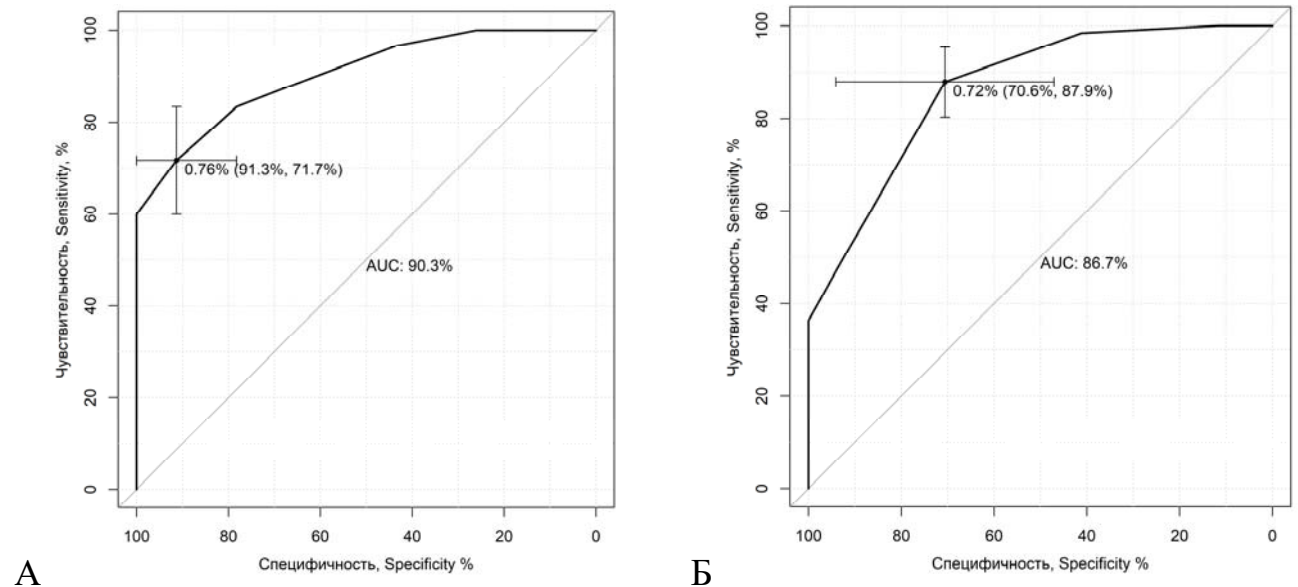 100
80
60
40
20
0
Чувствительность, Sensitivity, %
0.76% (91.3%, 71.7%)
AUC: 90.3%
100 80 60 40 20 0
Специфичность, Specificity %
А
100
80
60
40
20
0
Чувствительность, Sensitivity, %
0.72% (70.6%, 87.9%)
AUC: 86.7%
100 80 60 40 20 0
Специфичность, Specificity %
Б